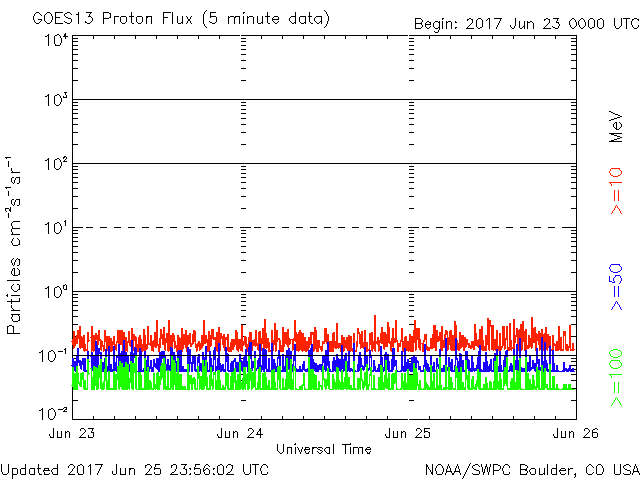 GOES13 Proton Flux (5 minute data)
Begin: 2017 Jun 23 0000 UTC
10⁴
10³
10²
10¹
10⁰
10⁻¹
10⁻²
Particles cm⁻²s⁻¹sr⁻¹
MeV
>=10
>=50
>=100
Jun 23
Jun 24
Jun 25
Jun 26
Universal Time
Updated 2017 Jun 25 23:56:02 UTC
NOAA/SWPC Boulder, CO USA